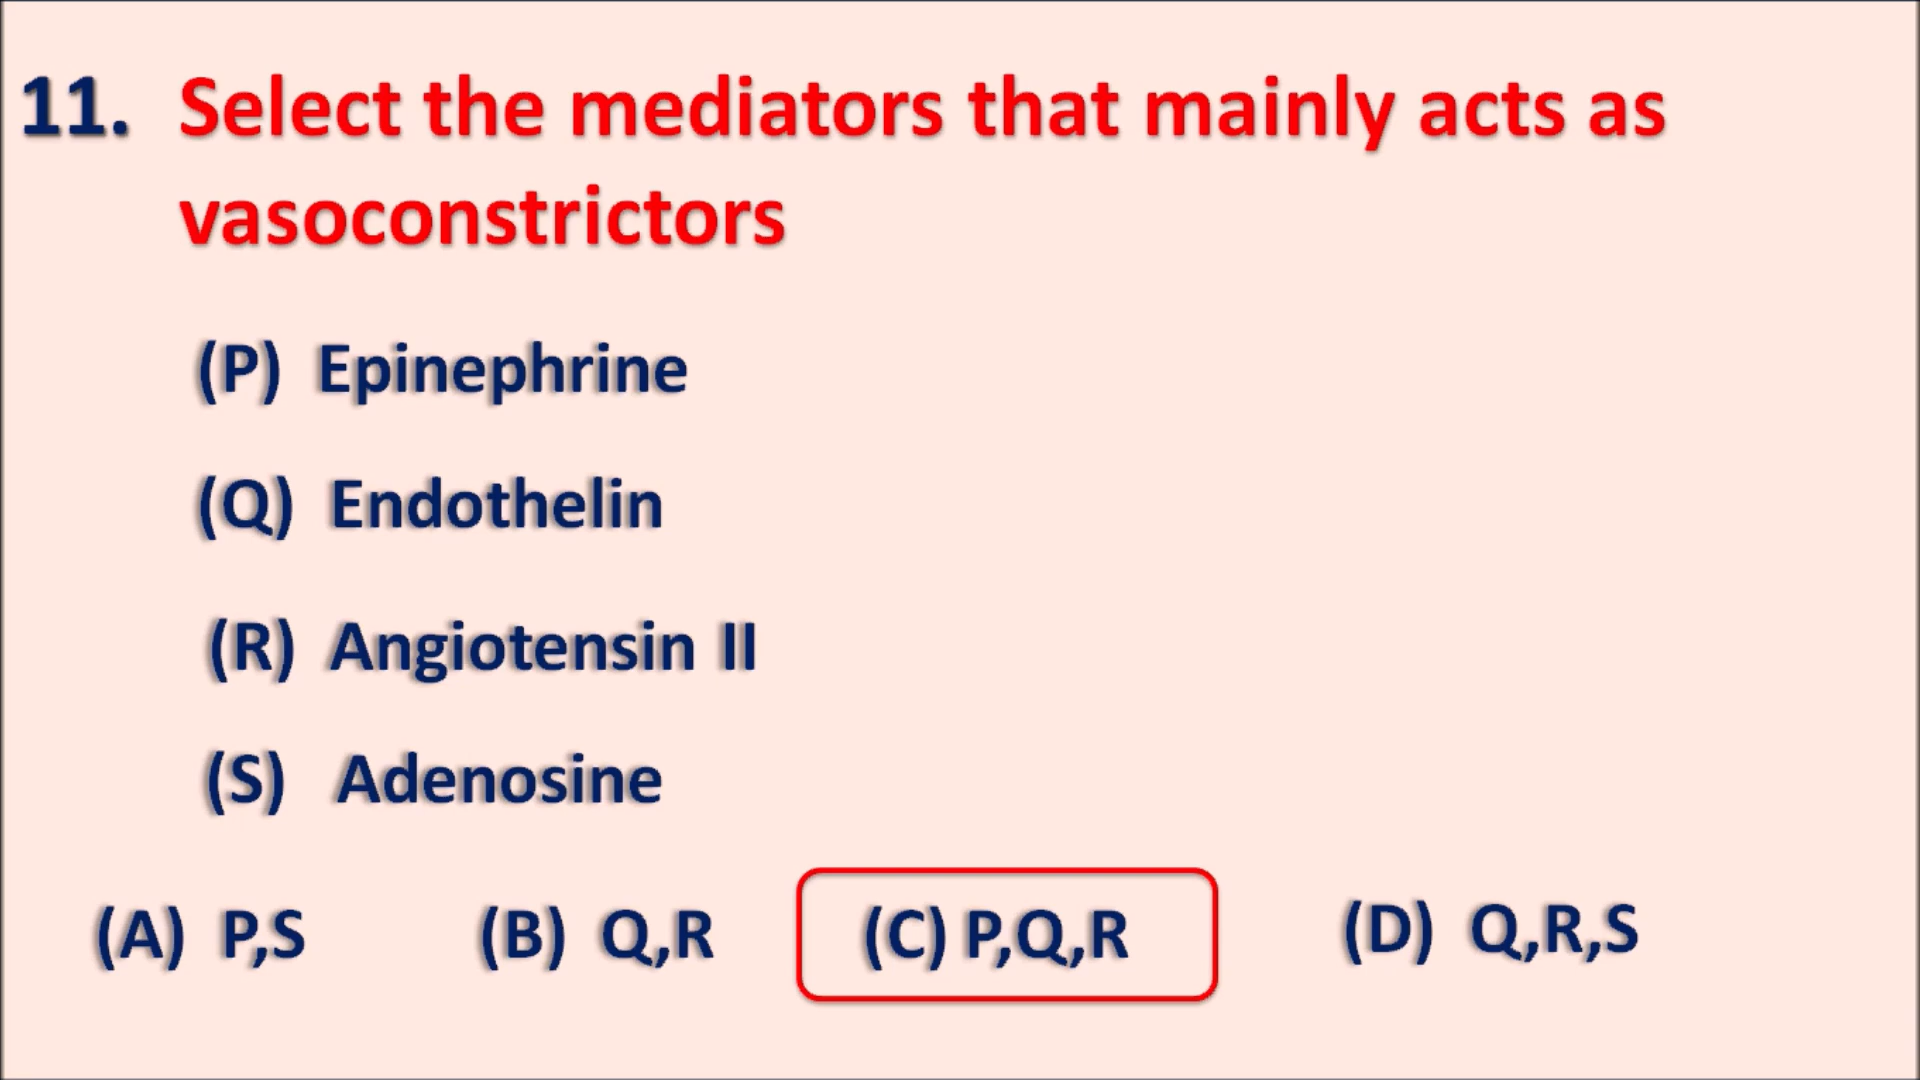 11. Select the mediators that mainly acts as
vasoconstrictors
(P) Epinephrine
(Q) Endothelin
(R) Angiotensin II
(S) Adenosine
(A) P,S (B) Q,R (C) P,Q,R (D) Q,R,S